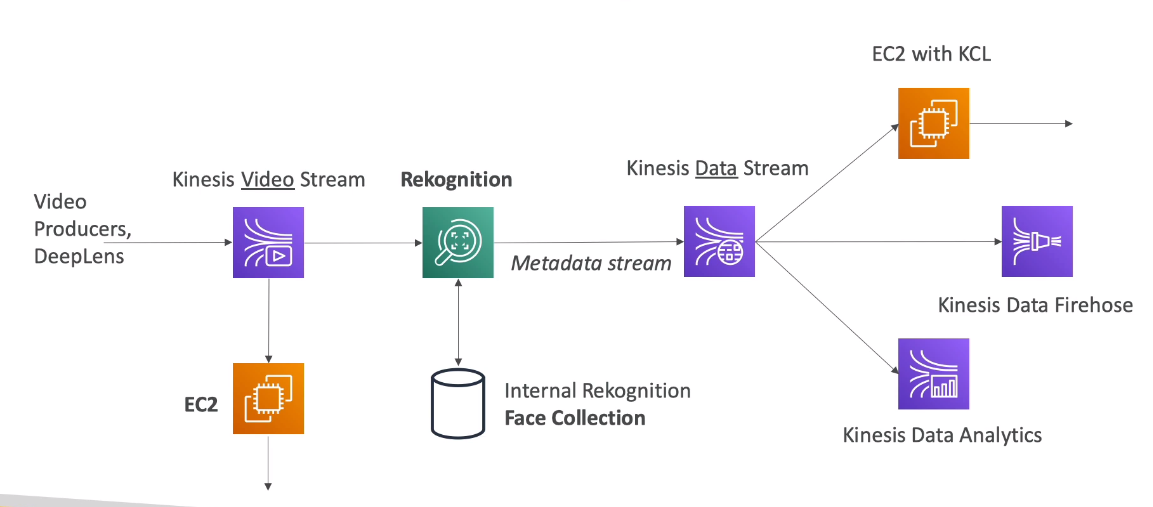 EC2 with KCL
Kinesis Data Stream
Kinesis Video Stream
Rekognition
Video
Producers,
DeepLens
Metadata stream
Kinesis Data Firehose
EC2
Internal Rekognition
Face Collection
Kinesis Data Analytics